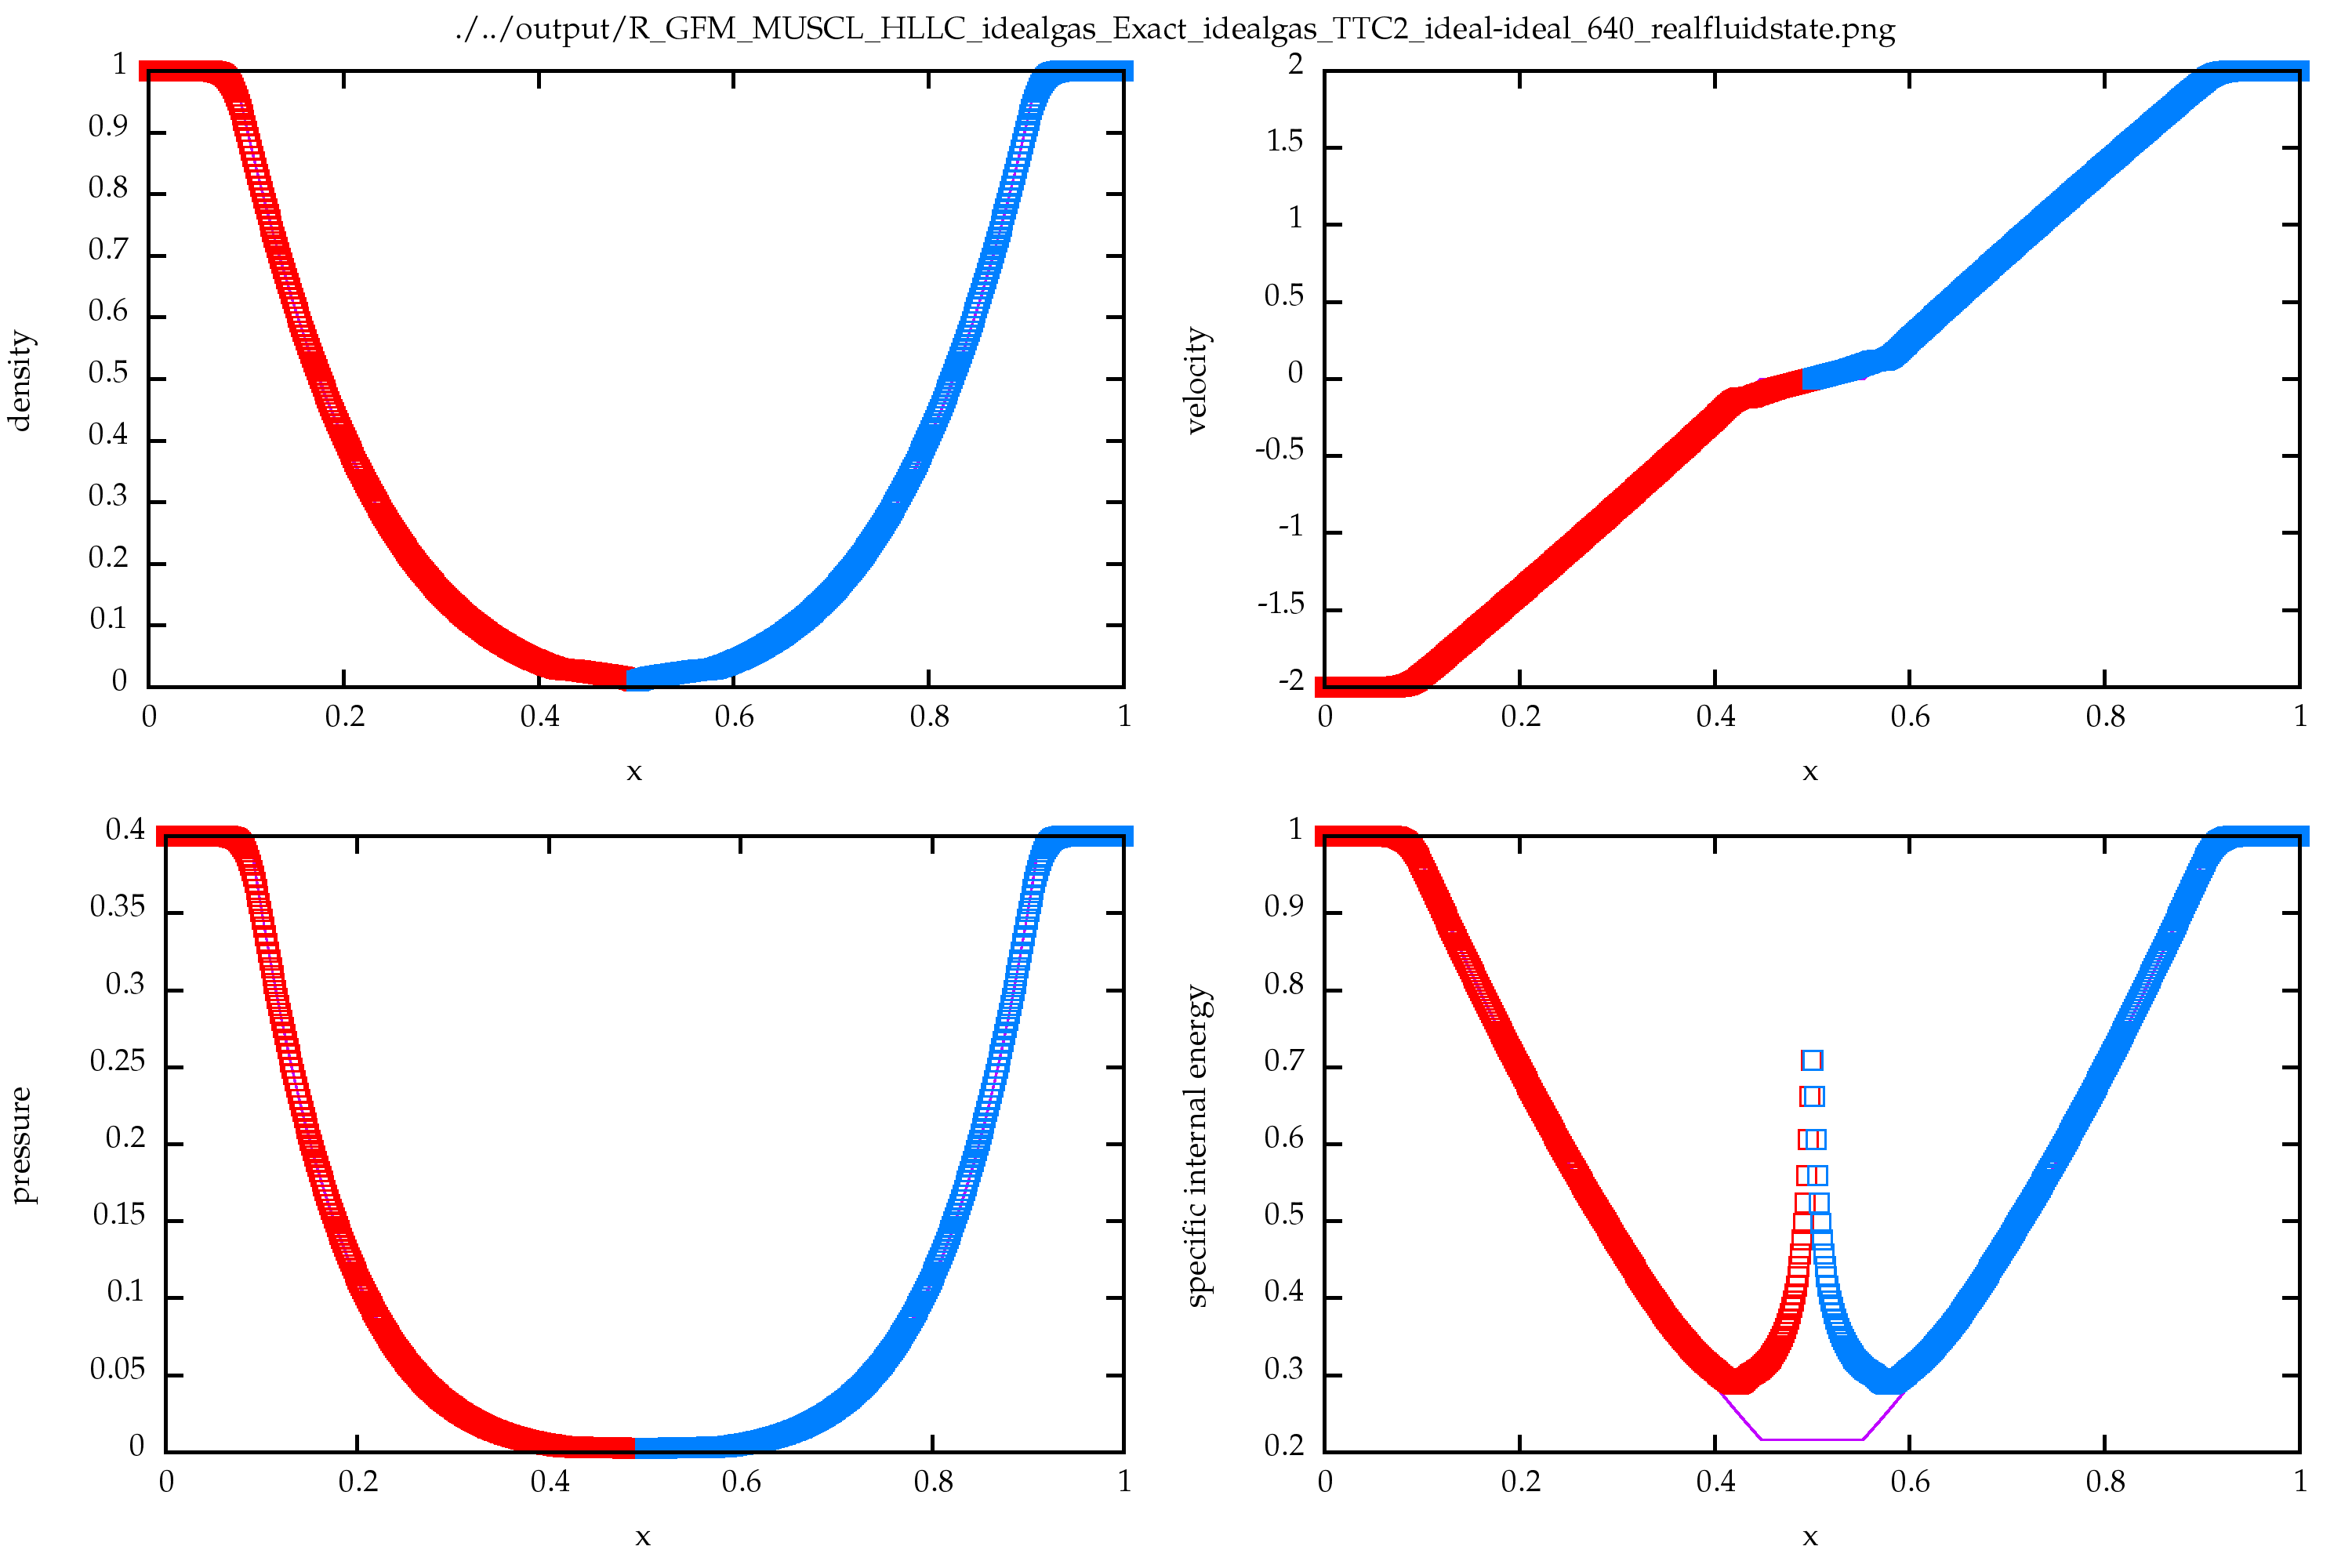 ./../output/R_GFM_MUSCL_HLLC_idealgas_Exact_idealgas_TTC2_ideal-ideal_640_realfluidstate.png
density
1
0.9
0.8
0.7
0.6
0.5
0.4
0.3
0.2
0.1
0
0 0.2 0.4 0.6 0.8 1
x
velocity
2
1.5
1
0.5
0
-0.5
-1
-1.5
-2
0 0.2 0.4 0.6 0.8 1
x
pressure
0.4
0.35
0.3
0.25
0.2
0.15
0.1
0.05
0
0 0.2 0.4 0.6 0.8 1
x
specific internal energy
1
0.9
0.8
0.7
0.6
0.5
0.4
0.3
0.2
0 0.2 0.4 0.6 0.8 1
x